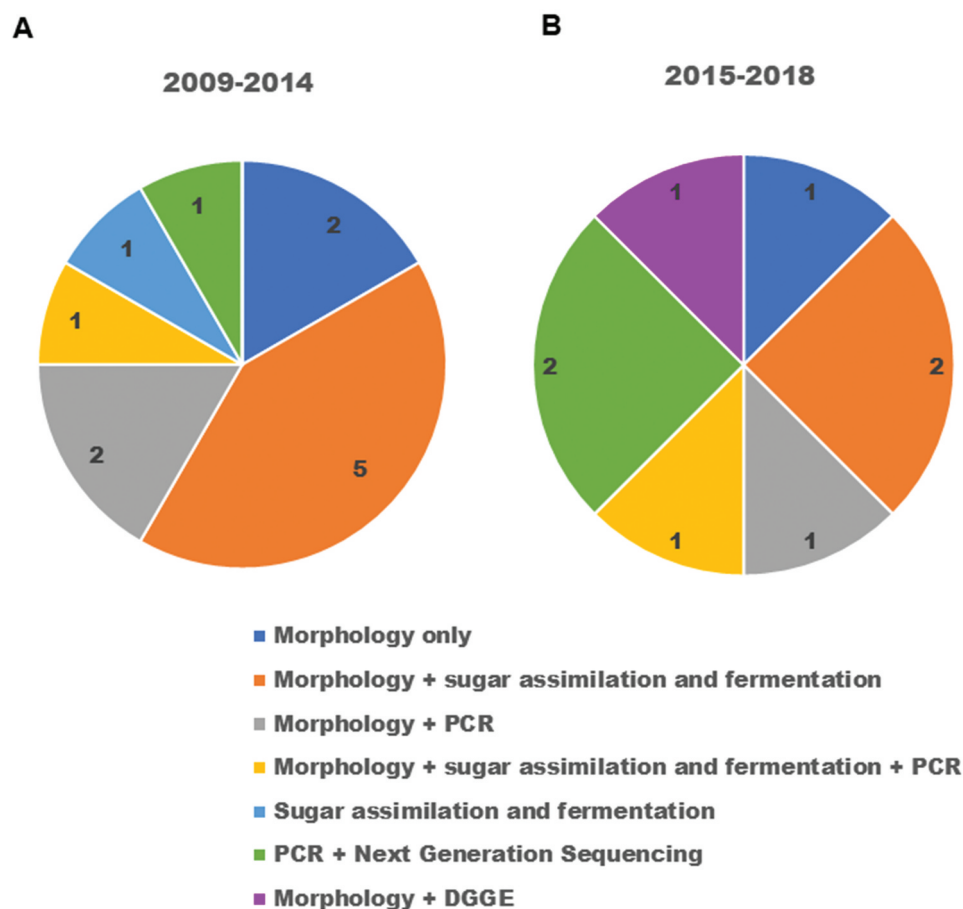 A
B
2009-2014
2015-2018
1
2
1
1
2
5
1
1
2
2
1
1
Morphology only
Morphology + sugar assimilation and fermentation
Morphology + PCR
Morphology + sugar assimilation and fermentation + PCR
Sugar assimilation and fermentation
PCR + Next Generation Sequencing
Morphology + DGGE